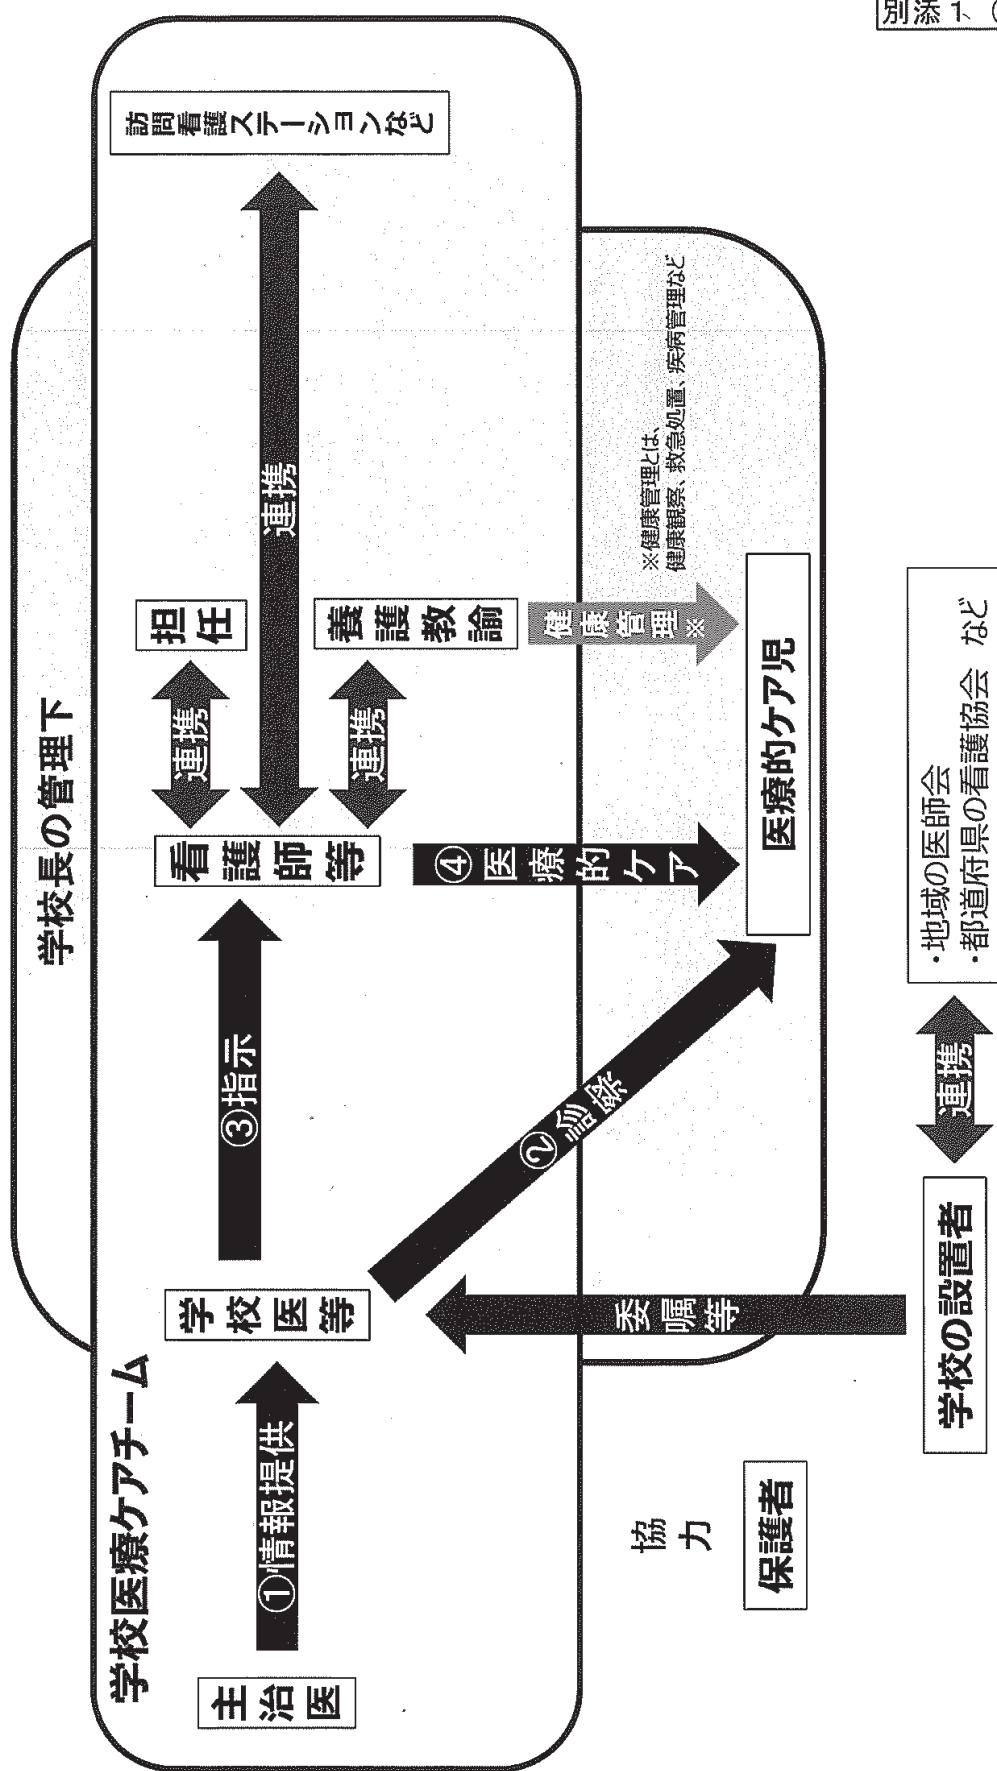 別添１
学校長の管理下
学校医療ケアチーム
主治医
①情報提供
学校医等
③指示
看護師等
連携
担任
連携
養護教諭
連携
訪問看護ステーションなど
②診察
④医療的ケア
健康管理※
※健康管理とは、
健康観察、救急処置、疾病管理など
医療的ケア児
協力
保護者
委嘱等
学校の設置者
連携
・地域の医師会
・都道府県の看護協会 など